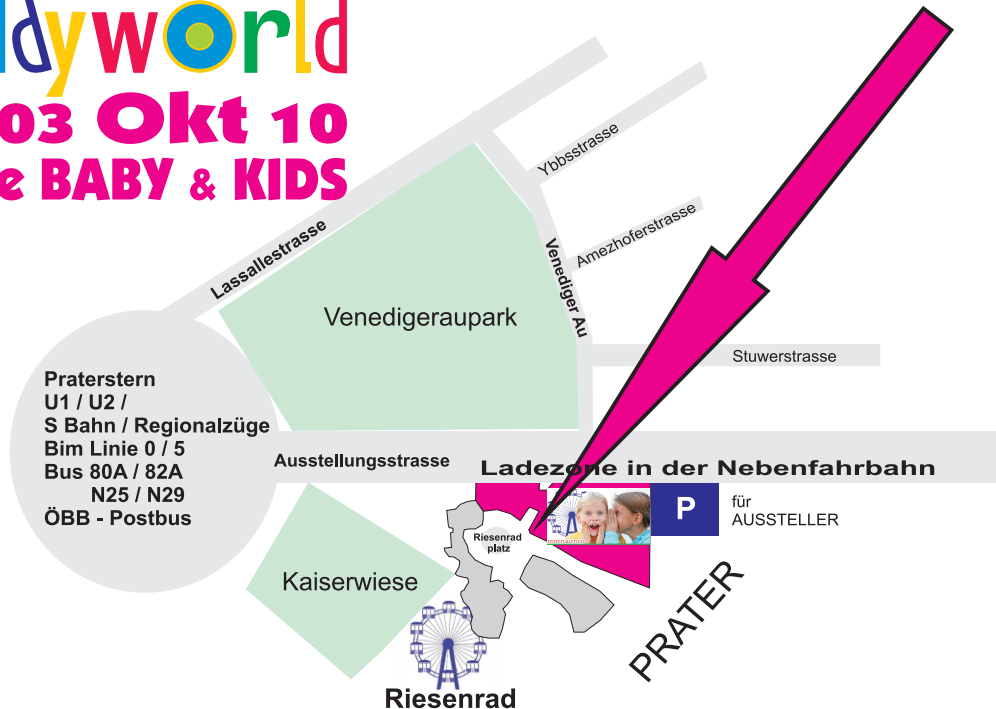 dyworld
03 Okt 10
e BABY & KIDS
Ybbsstrasse
Amezhoferstrasse
Lassallestrasse
Venediger Au
Venedigeraupark
Stuwerstrasse
Praterstern
U1 / U2 /
S Bahn / Regionalzüge
Bim Linie 0 / 5
Bus 80A / 82A
N25 / N29
ÖBB - Postbus
Ausstellungsstrasse
Ladezone in der Nebenfahrbahn
P
für
AUSSTELLER
Riesenrad
platz
Kaiserwiese
PRATER
Riesenrad